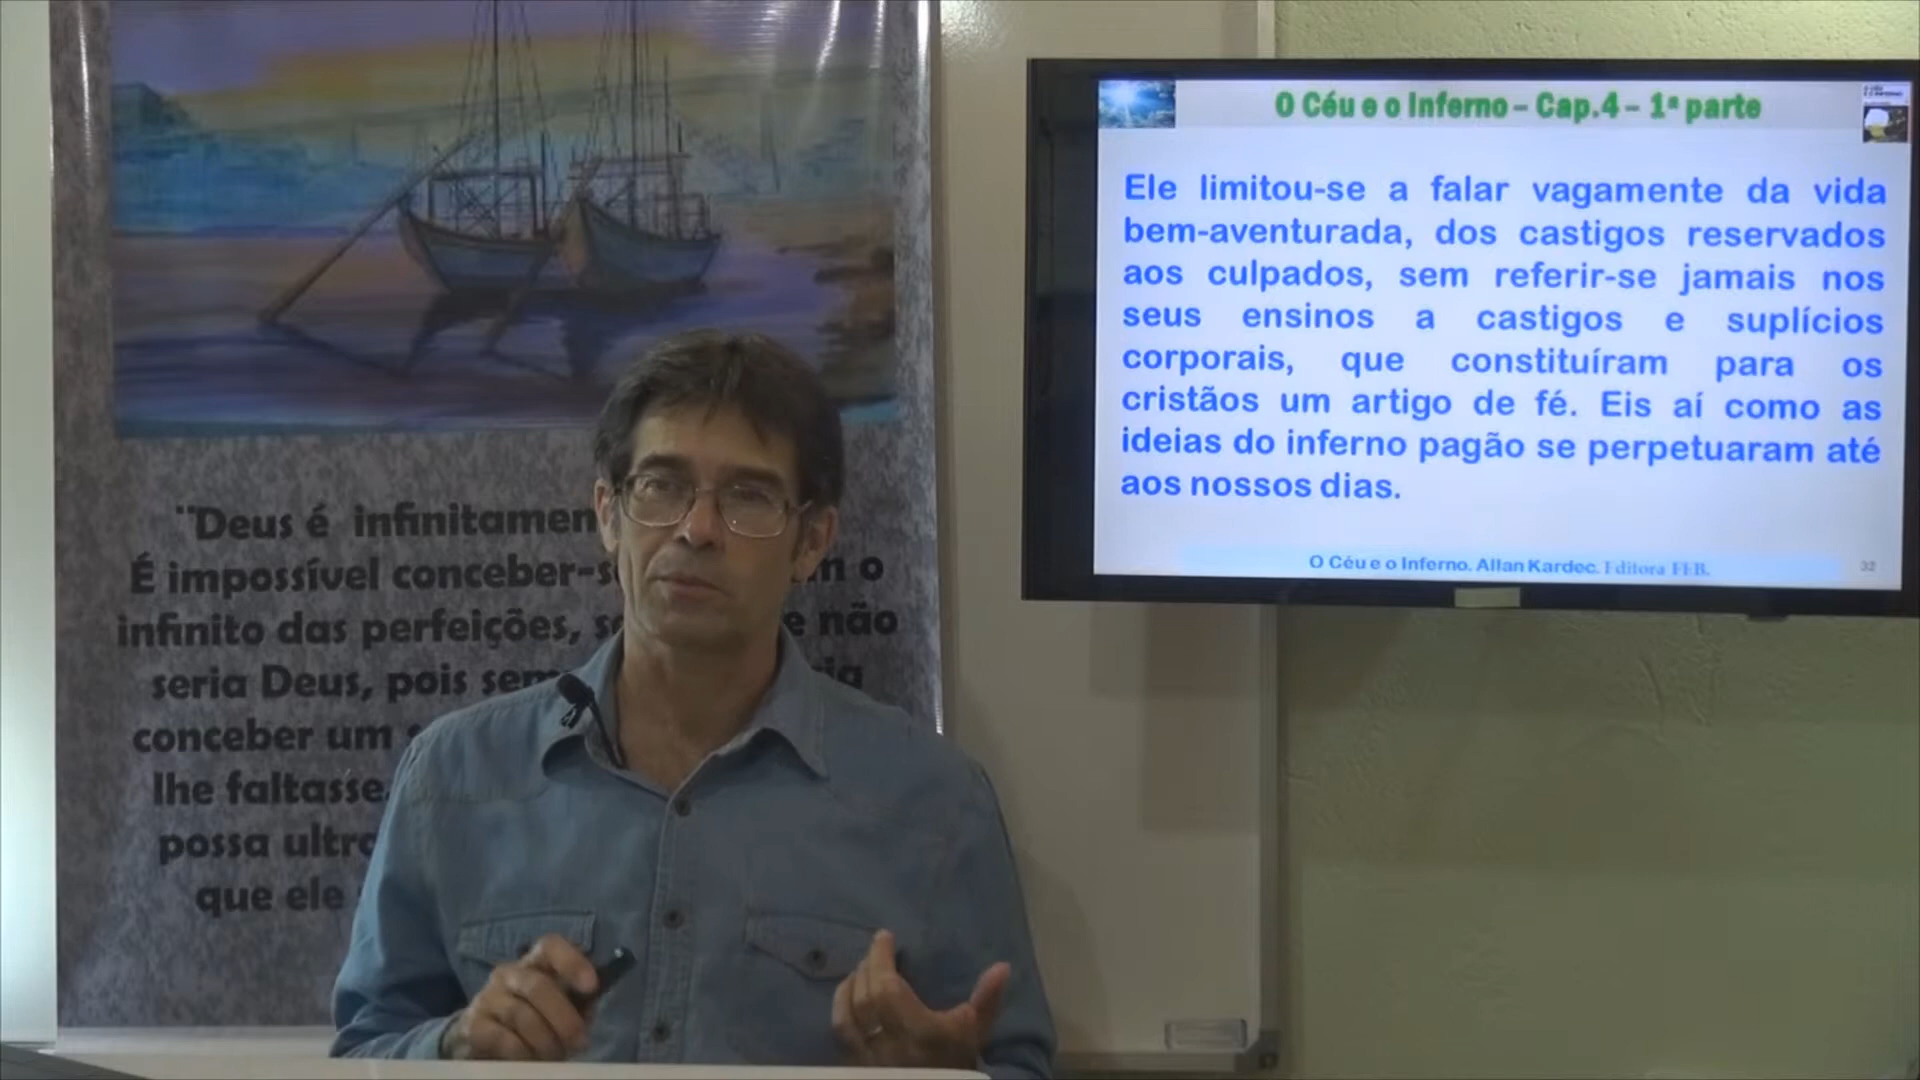 "Deus é infinitamen
É impossível conceber-s n o
infinito das perfeições, s e não
seria Deus, pois sem ria
conceber um s
lhe faltasse.
possa ultra
que ele
O Céu e o Inferno – Cap.4 – 1ª parte
Ele limitou-se a falar vagamente da vida
bem-aventurada, dos castigos reservados
aos culpados, sem referir-se jamais nos
seus ensinos a castigos e suplícios
corporais, que constituíram para os
cristãos um artigo de fé. Eis aí como as
ideias do inferno pagão se perpetuaram até
aos nossos dias.
O Céu e o Inferno. Allan Kardec. Editora FEB.
32